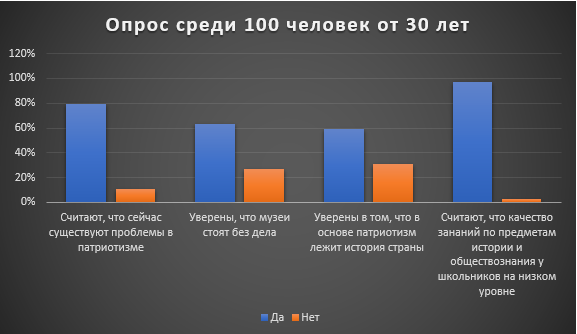 Опрос среди 100 человек от 30 лет
120%
100%
80%
60%
40%
20%
0%
Считают, что сейчас
существуют проблемы в
патриотизме
Уверены, что музеи
стоят без дела
Уверены в том, что в
основе патриотизм
лежит история страны
Считают, что качество
зананий по предметам
истории и
обществознания у
школьников на низком
уровне
Да Нет